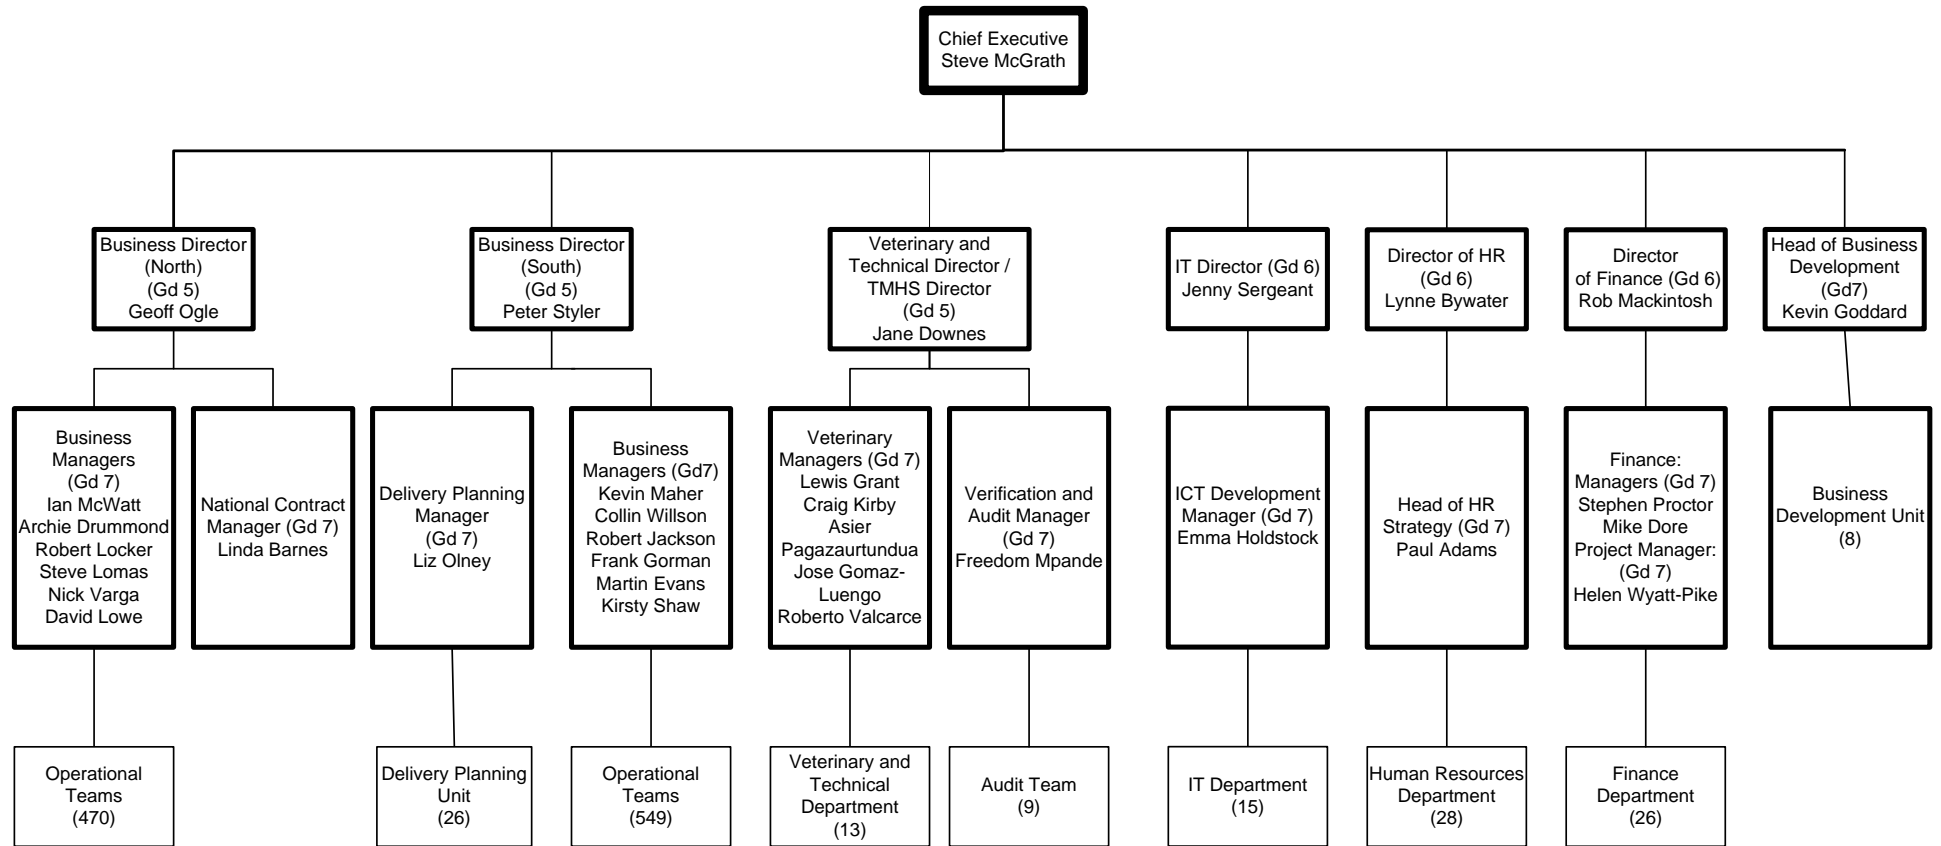 Chief Executive
Steve McGrath
Business Director
(North)
(Gd 5)
Geoff Ogle
Business Director
(South)
(Gd 5)
Peter Styler
Veterinary and
Technical Director /
TMHS Director
(Gd 5)
Jane Downes
IT Director (Gd 6)
Jenny Sergeant
Director of HR
(Gd 6)
Lynne Bywater
Director
of Finance (Gd 6)
Rob Mackintosh
Head of Business
Development
(Gd7)
Kevin Goddard
Business
Managers
(Gd 7)
Ian McWatt
Archie Drummond
Robert Locker
Steve Lomas
Nick Varga
David Lowe
National Contract
Manager (Gd 7)
Linda Barnes
Delivery Planning
Manager
(Gd 7)
Liz Olney
Business
Managers (Gd7)
Kevin Maher
Collin Willson
Robert Jackson
Frank Gorman
Martin Evans
Kirsty Shaw
Veterinary
Managers (Gd 7)
Lewis Grant
Craig Kirby
Asier
Pagazaurtundua
Jose Gomaz-
Luengo
Roberto Valcarce
Verification and
Audit Manager
(Gd 7)
Freedom Mpande
ICT Development
Manager (Gd 7)
Emma Holdstock
Head of HR
Strategy (Gd 7)
Paul Adams
Finance:
Managers (Gd 7)
Stephen Proctor
Mike Dore
Project Manager:
(Gd 7)
Helen Wyatt-Pike
Business
Development Unit
(8)
Operational
Teams
(470)
Delivery Planning
Unit
(26)
Operational
Teams
(549)
Veterinary and
Technical
Department
(13)
Audit Team
(9)
IT Department
(15)
Human Resources
Department
(28)
Finance
Department
(26)